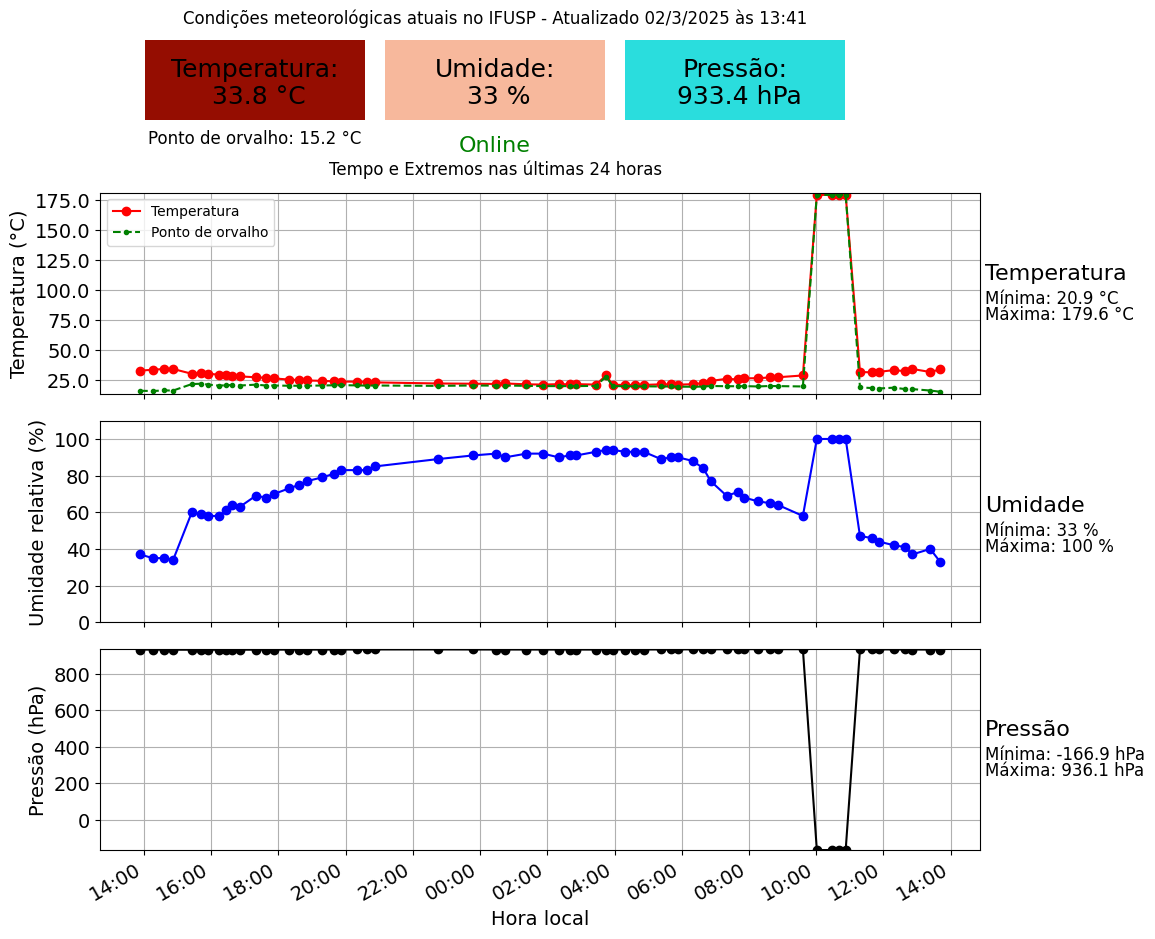 Condições meteorológicas atuais no IFUSP - Atualizado 02/3/2025 às 13:41
Temperatura:
33.8 °C
Umidade:
33 %
Pressão:
933.4 hPa
Ponto de orvalho: 15.2 °C
Online
Tempo e Extremos nas últimas 24 horas
Temperatura (°C)
175.0
150.0
125.0
100.0
75.0
50.0
25.0
Temperatura
Ponto de orvalho
Temperatura
Mínima: 20.9 °C
Máxima: 179.6 °C
Umidade relativa (%)
100
80
60
40
20
0
Umidade
Mínima: 33 %
Máxima: 100 %
Pressão (hPa)
800
600
400
200
0
Pressão
Mínima: -166.9 hPa
Máxima: 936.1 hPa
14:00 16:00 18:00 20:00 22:00 00:00 02:00 04:00 06:00 08:00 10:00 12:00 14:00
Hora local